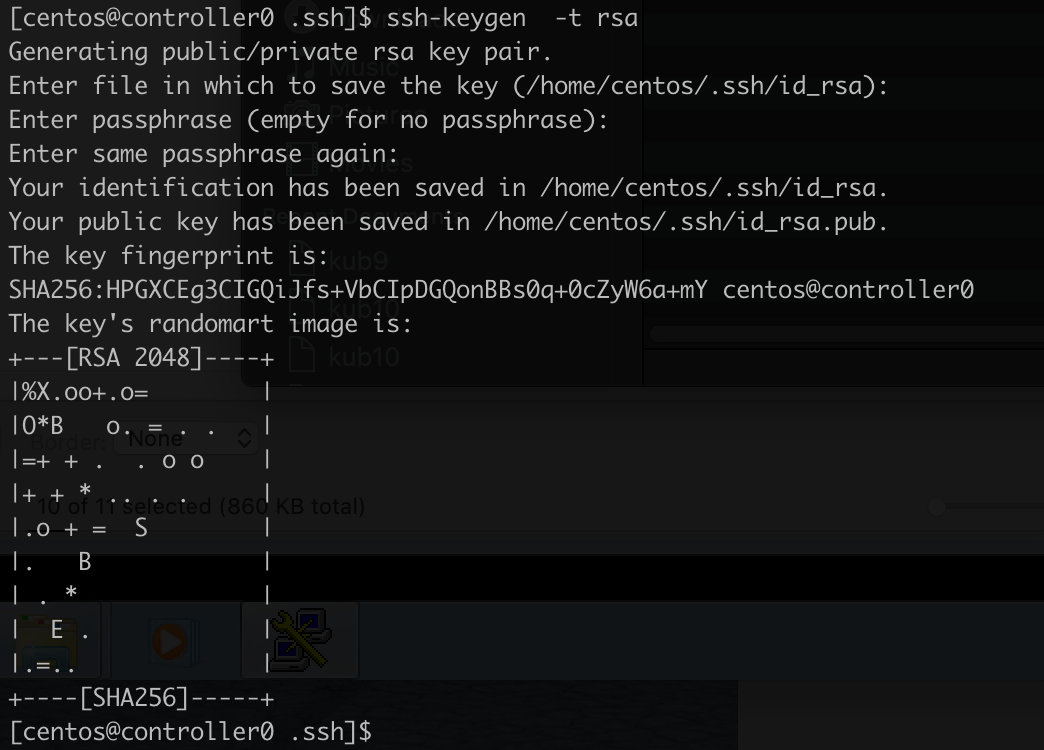 [centos@controller0 .ssh]$ ssh-keygen  -t rsa
Generating public/private rsa key pair.
Enter file in which to save the key (/home/centos/.ssh/id_rsa):
Enter passphrase (empty for no passphrase):
Enter same passphrase again:
Your identification has been saved in /home/centos/.ssh/id_rsa.
Your public key has been saved in /home/centos/.ssh/id_rsa.pub.
The key fingerprint is:
SHA256:HPGXCEg3CIGQiJfs+VbCIpDGQonBBs0q+0cZyW6a+mY centos@controller0
The key's randomart image is:
+---[RSA 2048]----+
|%X.oo+.o=        |
|O*B   o. = . .   |
|=+ + .  . o o    |
|+ + * .. . .     |
|.o + =  S        |
|.   B            |
| . *             |
|  E .            |
|.=..             |
+----[SHA256]-----+
[centos@controller0 .ssh]$
Music
Pictures
Movies
kub9
kub10
kub10
Border: None
10 of 11 selected (860 KB total)